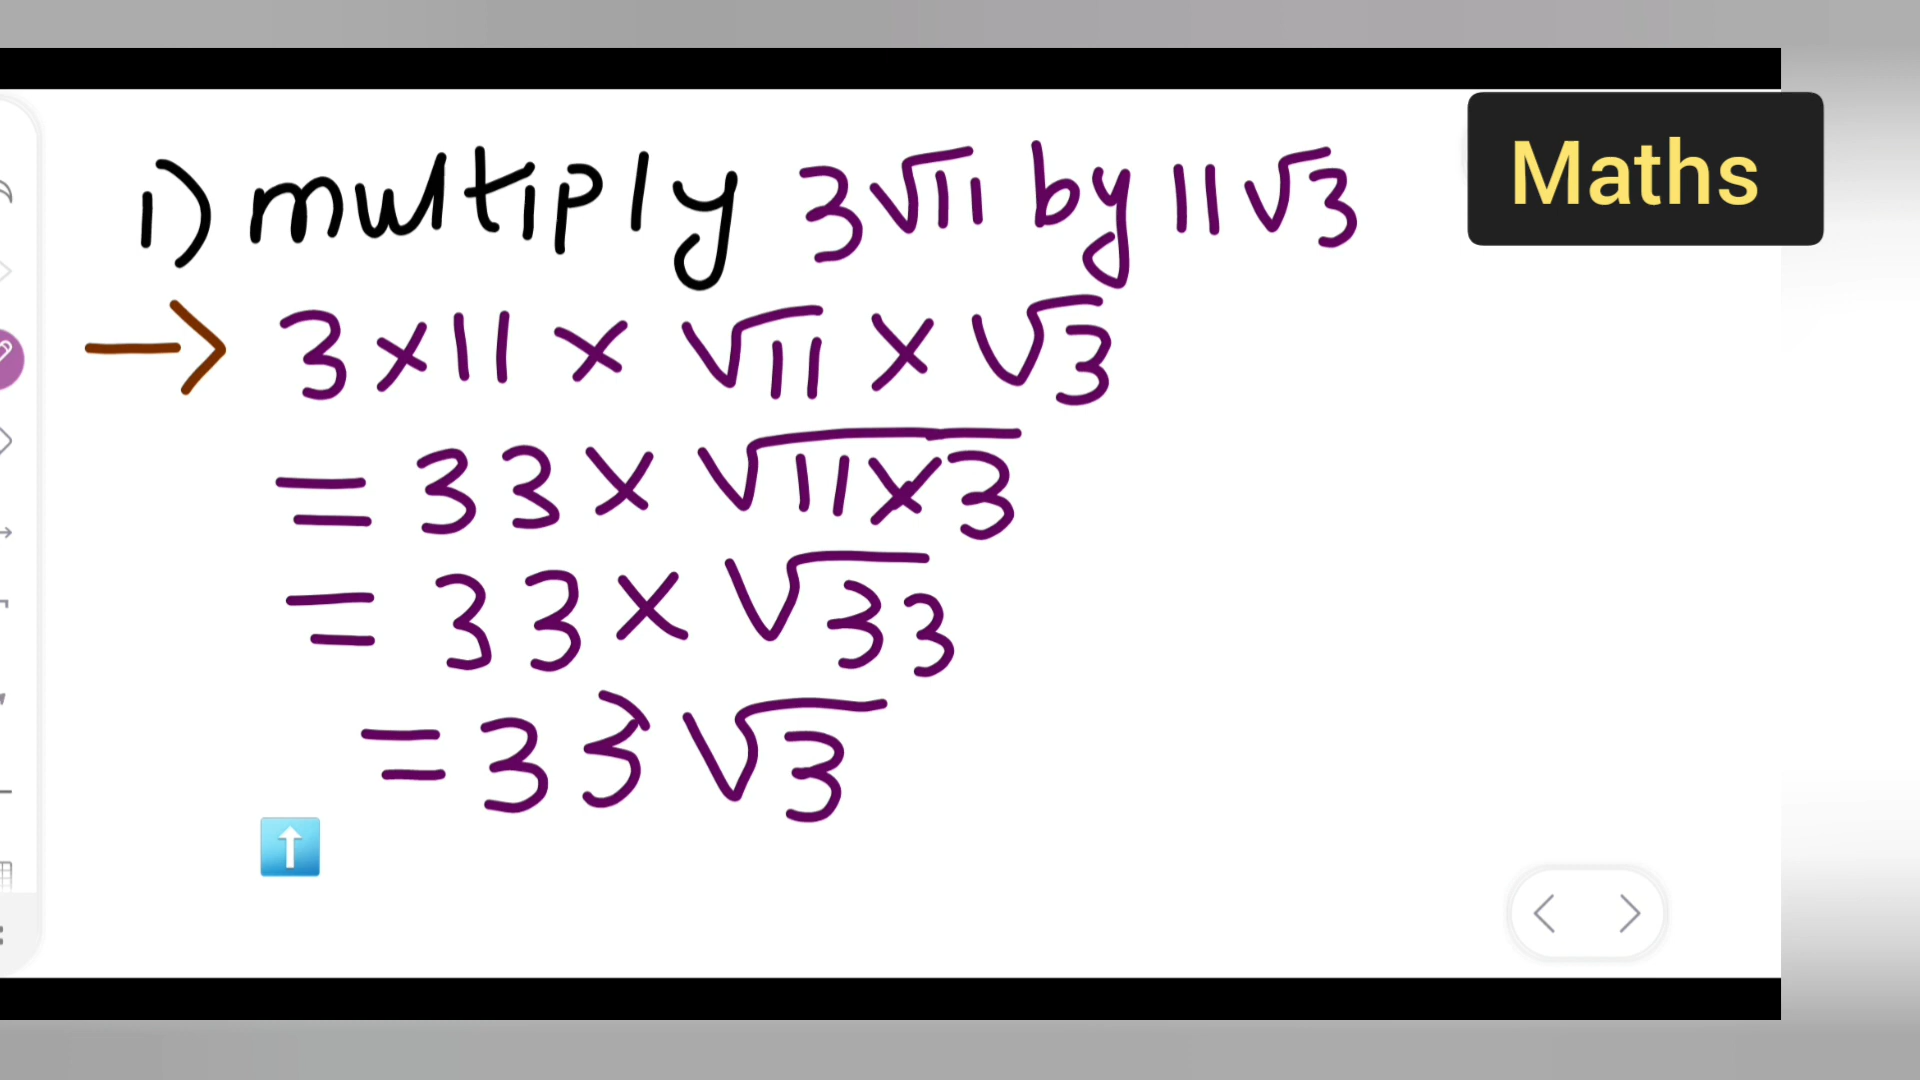 1) multiply 3√11 by 11√3
Maths
→ 3 × 11 × √11 × √3
= 33 × √11×3
= 33 × √33
= 33√3